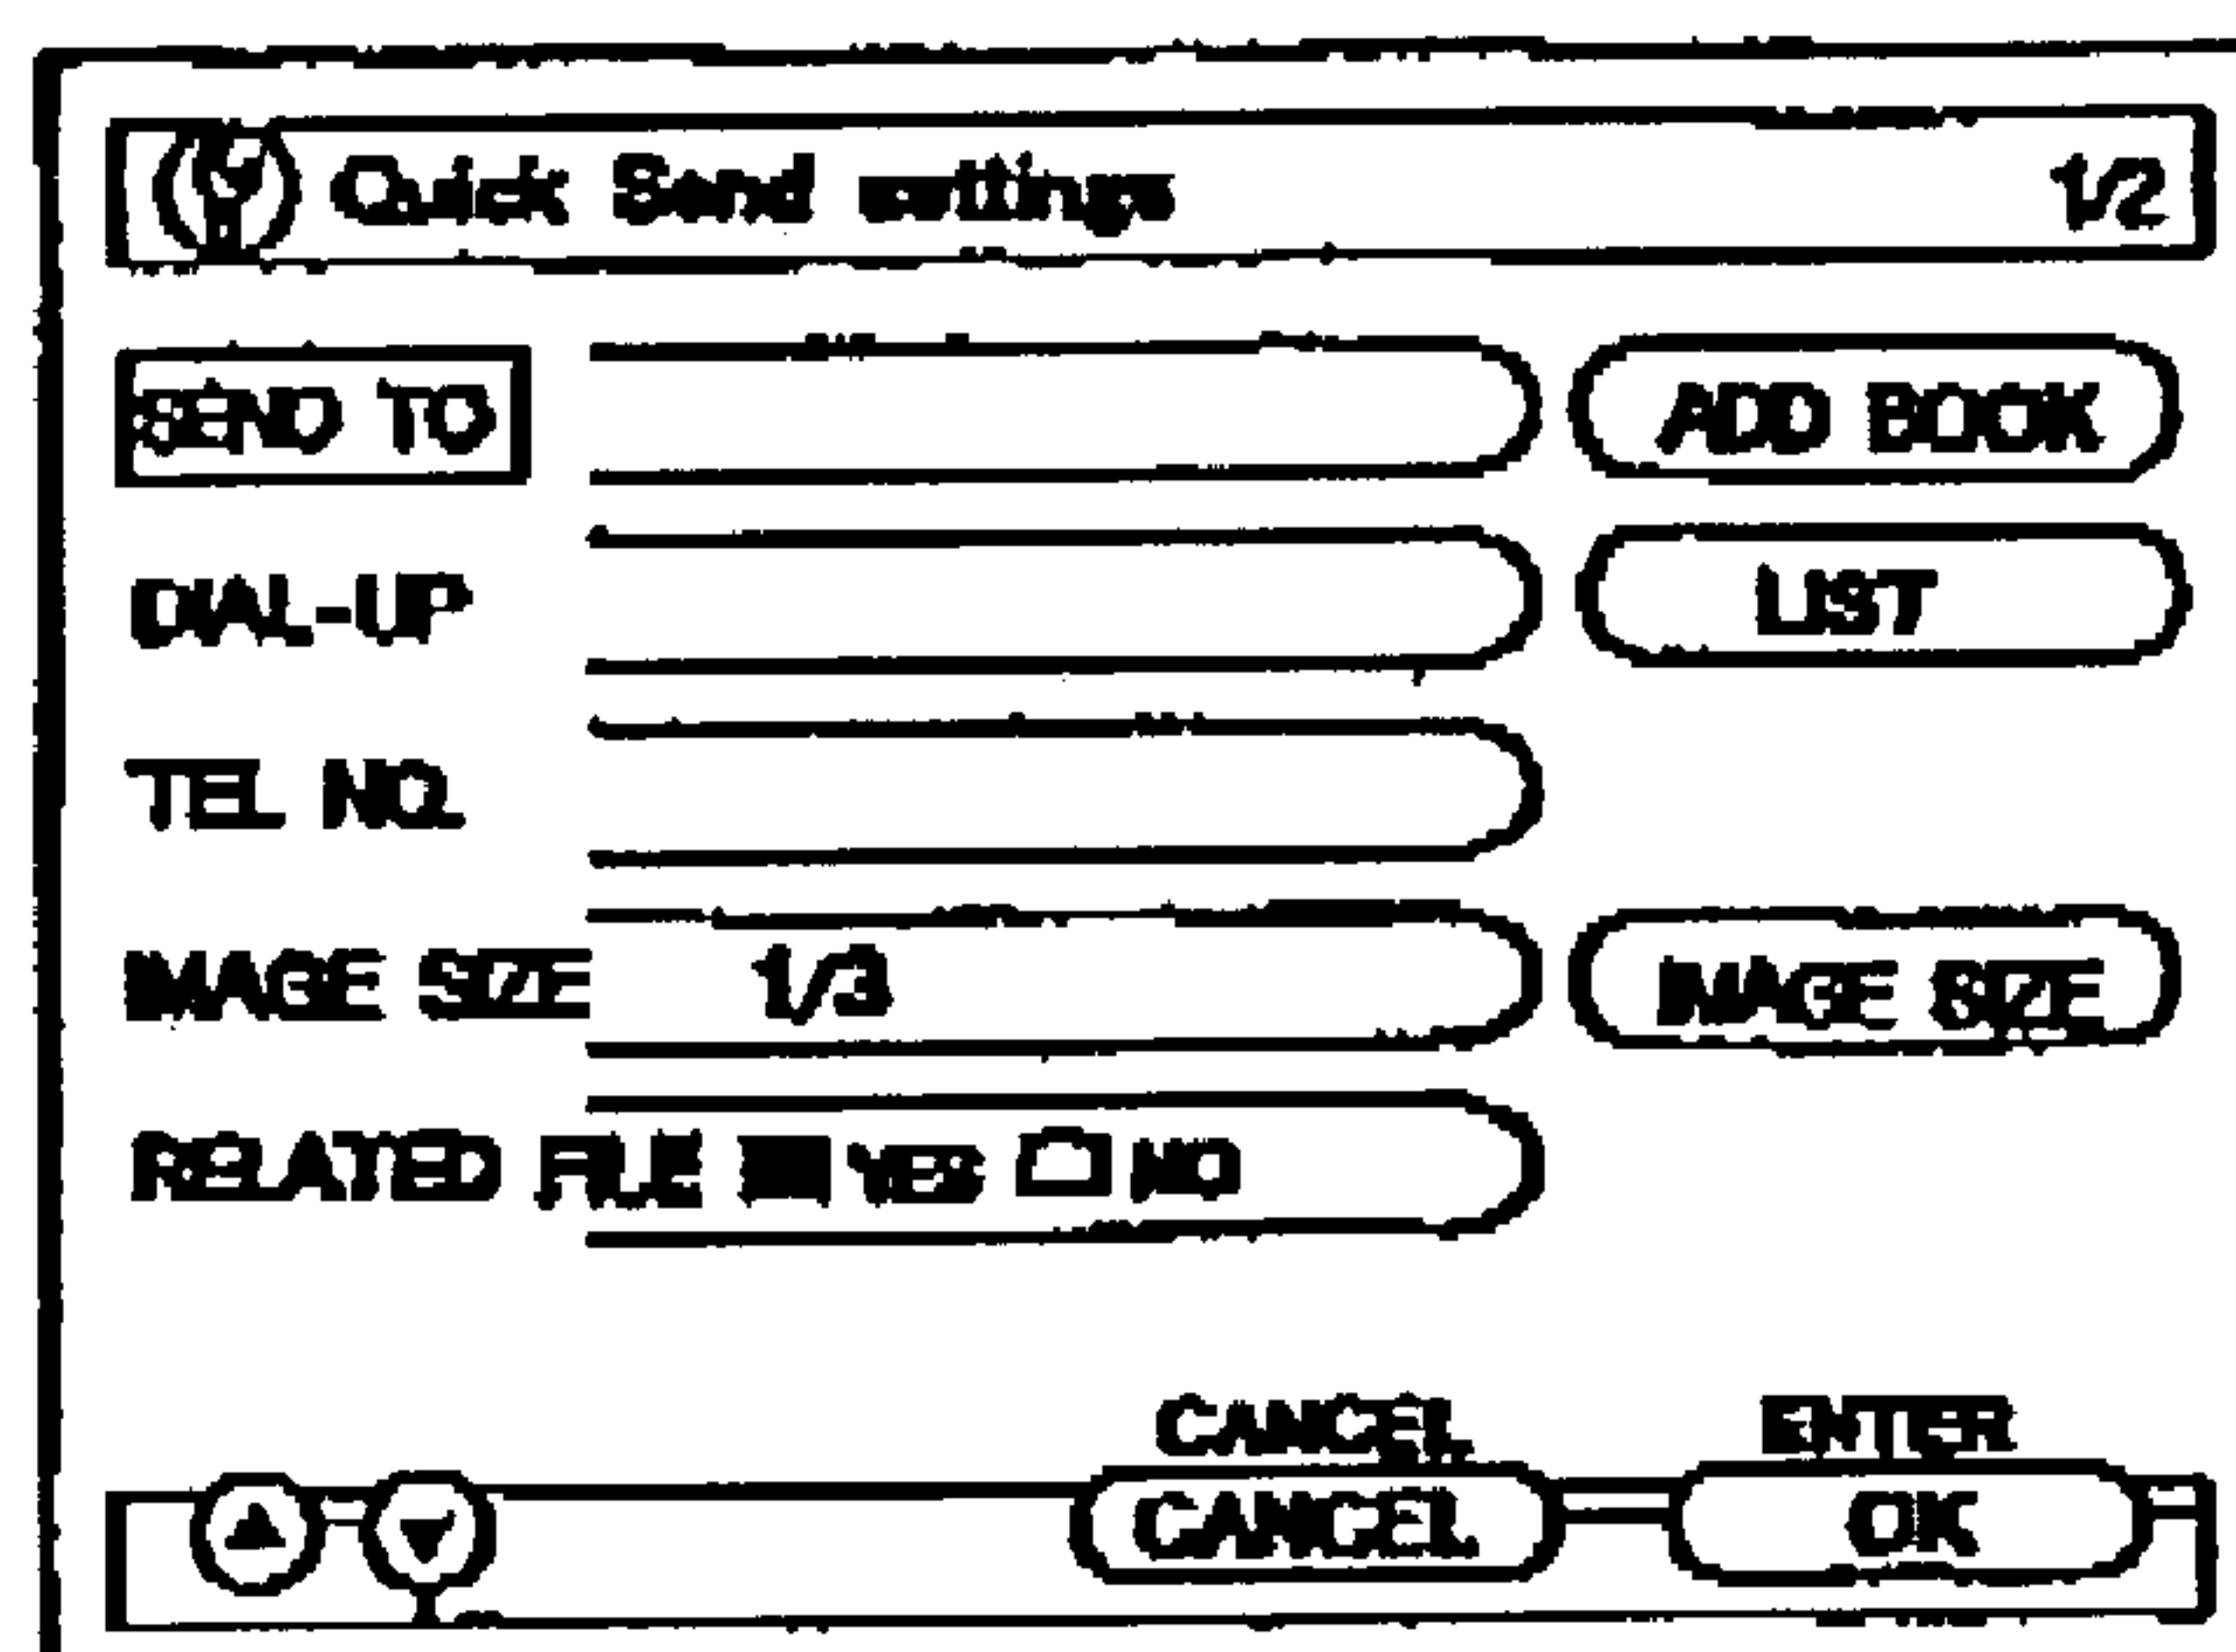 Quick Send settings 1/2
SEND TO ADD BOOK
DIAL-UP LIST
TEL NO.
IMAGE SIZE 1/3 IMAGE SIZE
RELATED FILE YES NO
CANCEL ENTER
CANCEL OK